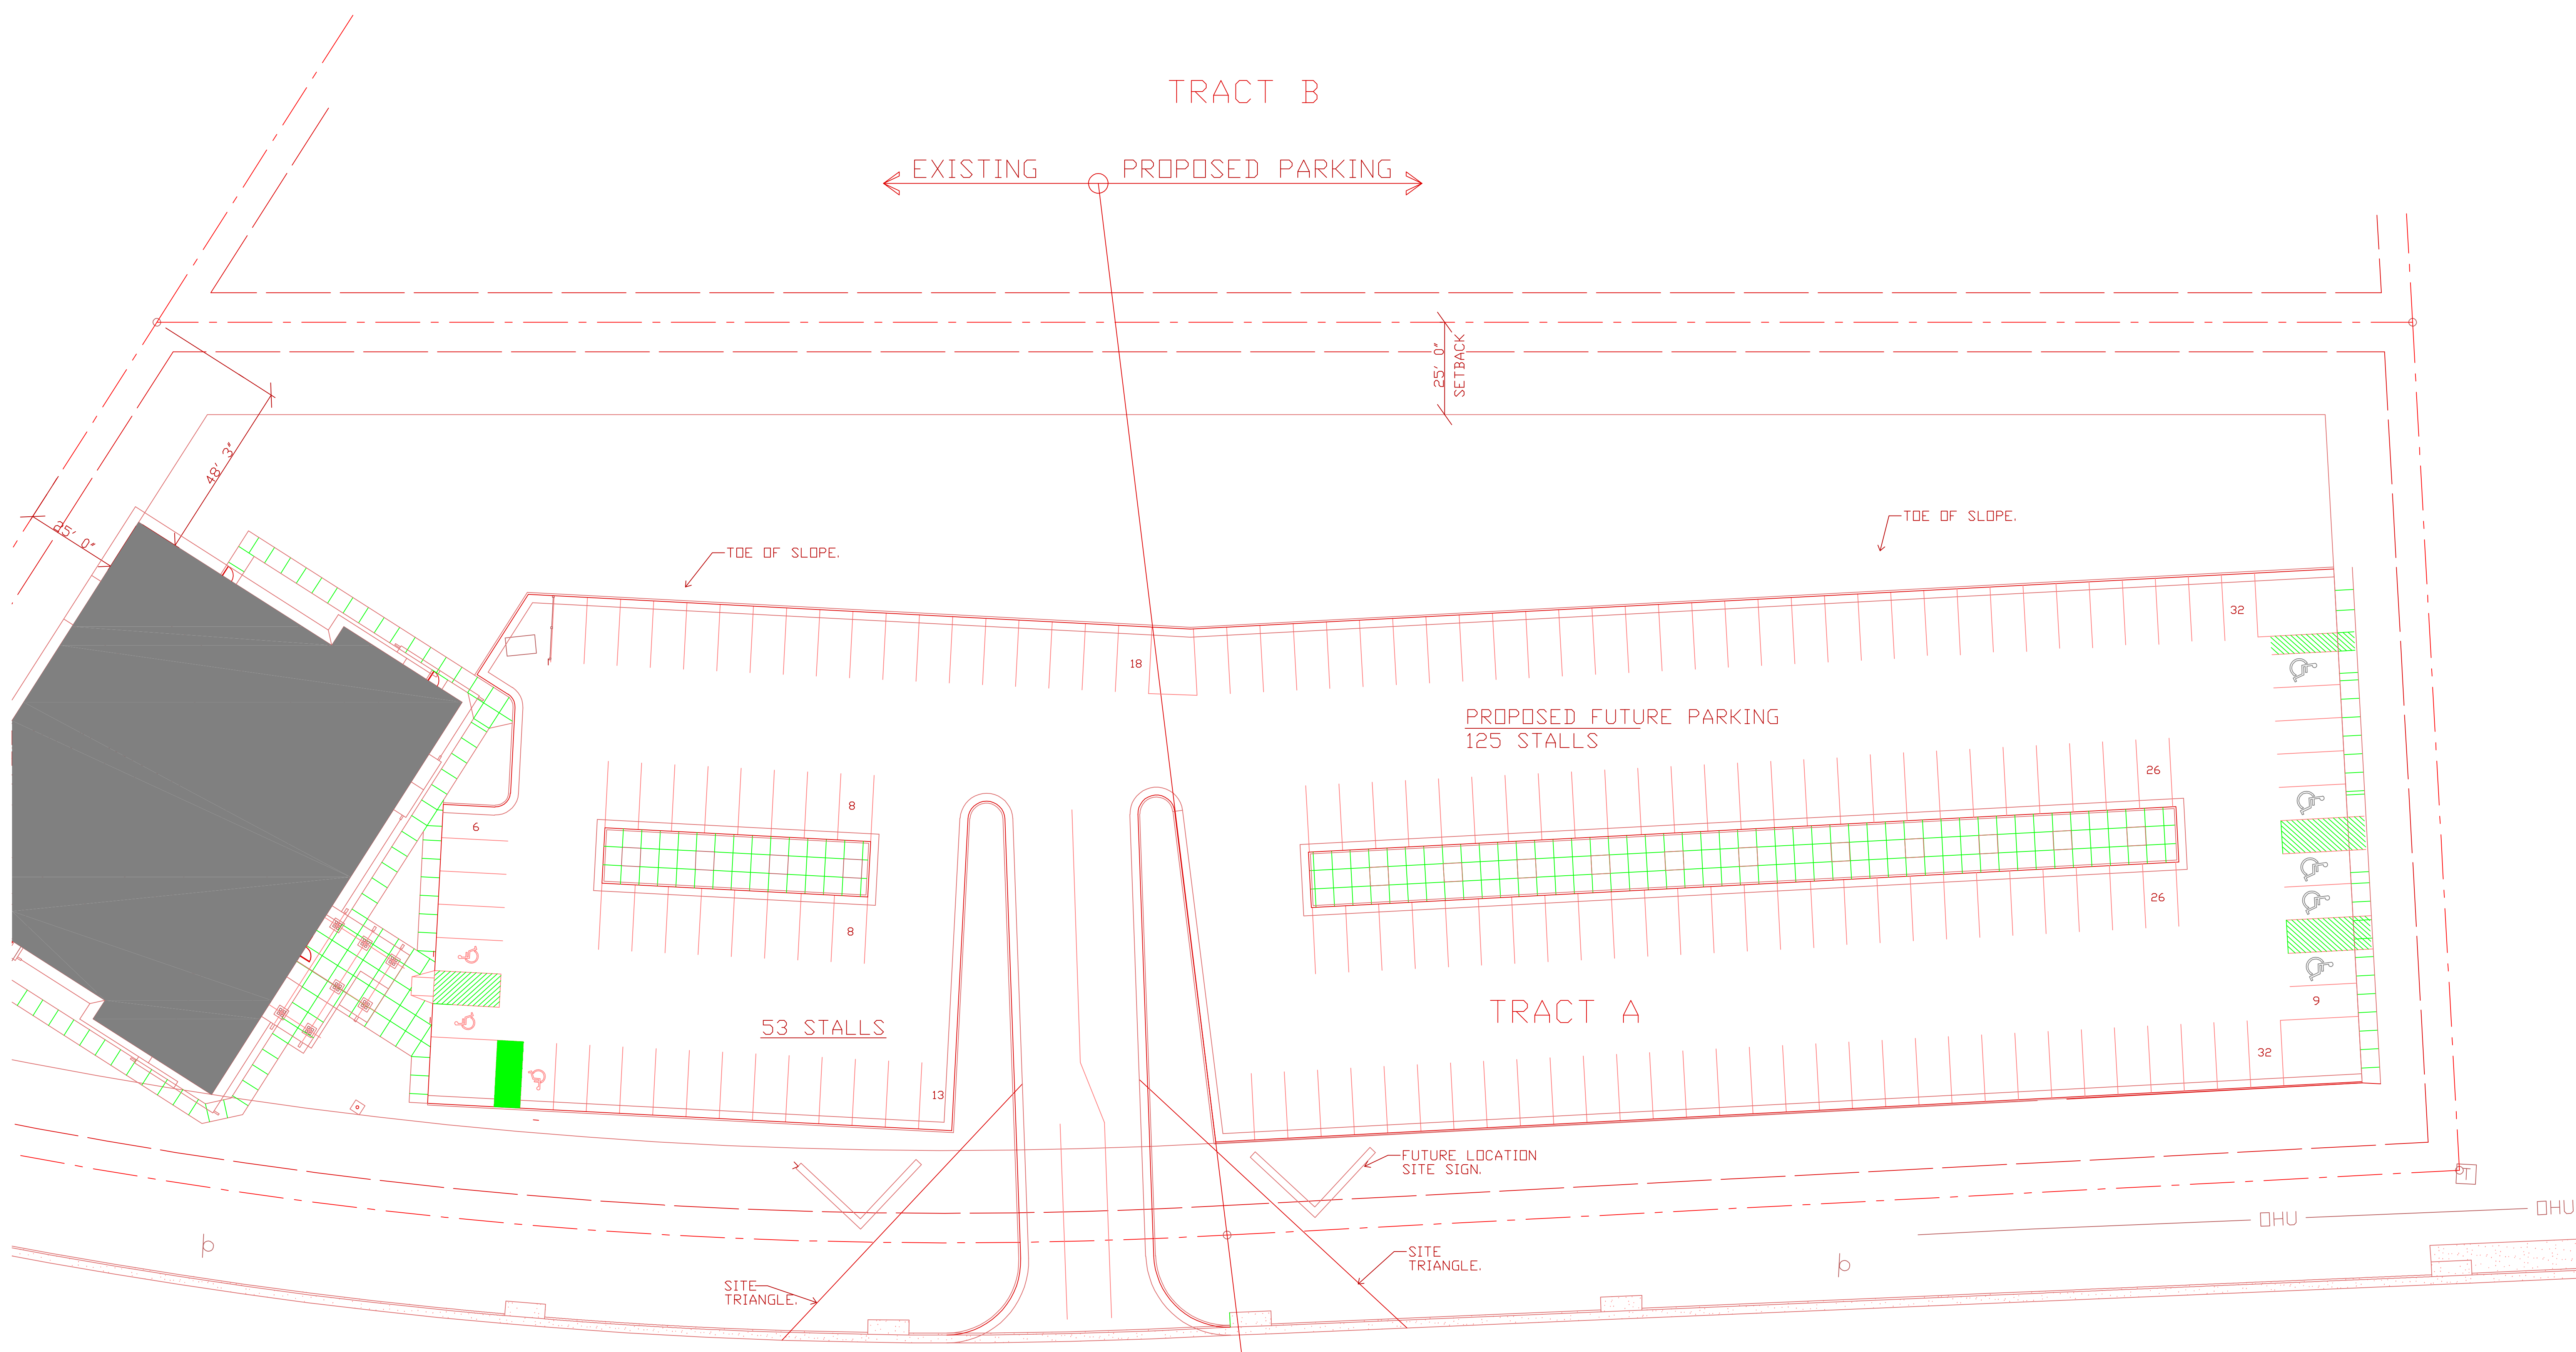 TRACT B
EXISTING
PROPOSED PARKING
25' 0"
SETBACK
48' 3"
25' 0"
TOE OF SLOPE.
TOE OF SLOPE.
32
18
PROPOSED FUTURE PARKING
125 STALLS
26
8
6
26
8
9
TRACT A
53 STALLS
32
13
FUTURE LOCATION
SITE SIGN.
T
OHU
OHU
SITE
TRIANGLE.
SITE
TRIANGLE.